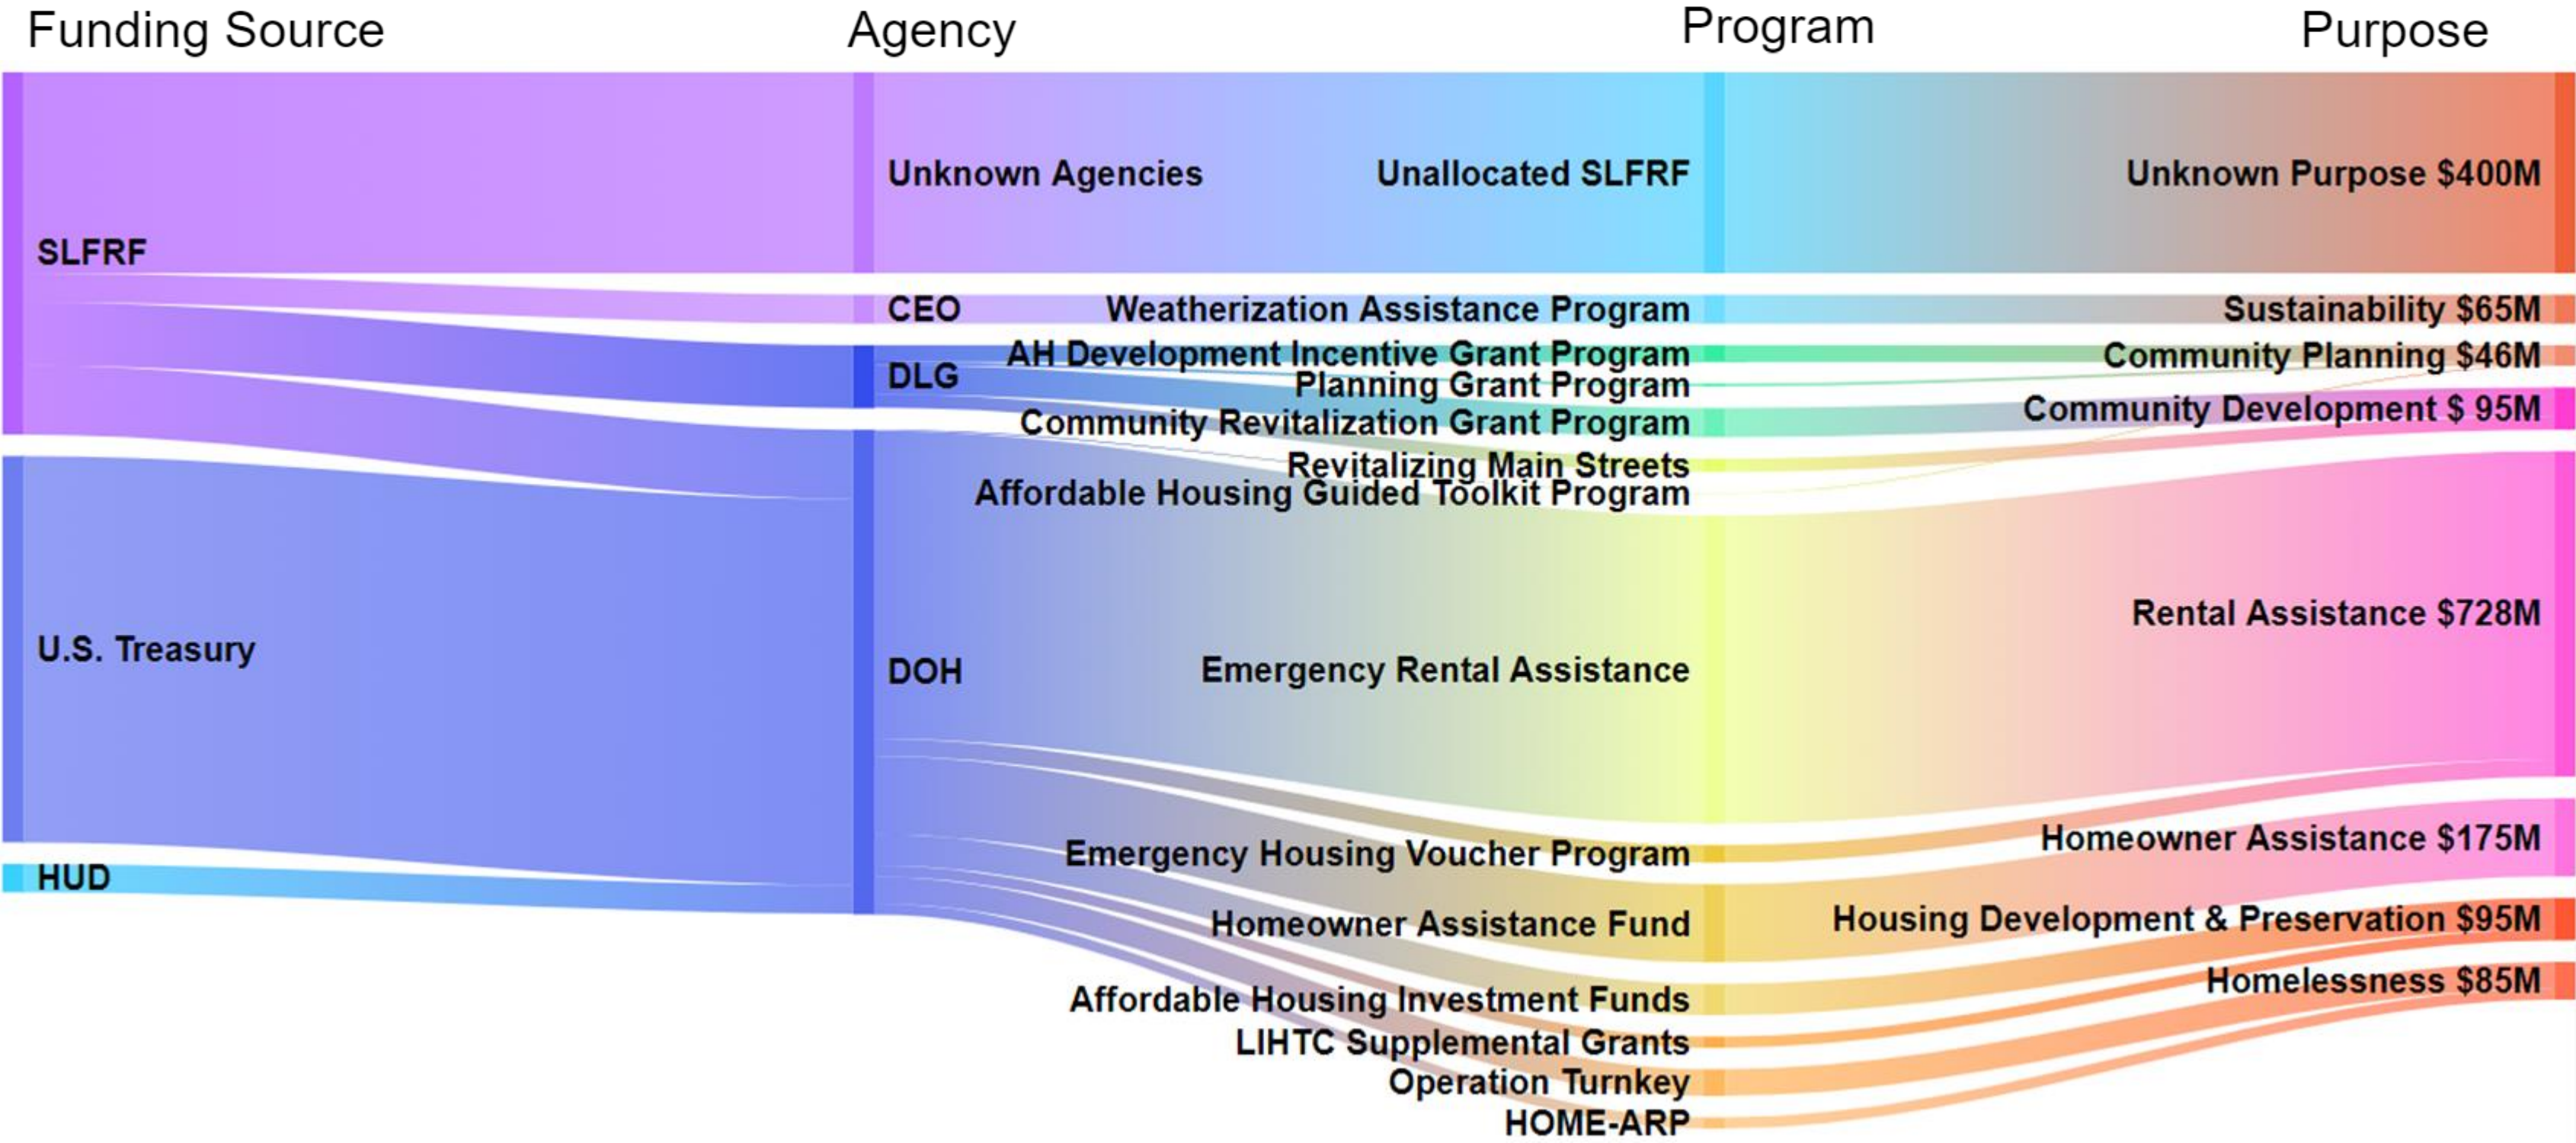 Funding Source
Agency
Program
Purpose
SLFRF
U.S. Treasury
HUD
Unknown Agencies
CEO
DLG
DOH
Unallocated SLFRF
Weatherization Assistance Program
AH Development Incentive Grant Program
Planning Grant Program
Community Revitalization Grant Program
Revitalizing Main Streets
Affordable Housing Guided Toolkit Program
Emergency Rental Assistance
Emergency Housing Voucher Program
Homeowner Assistance Fund
Affordable Housing Investment Funds
LIHTC Supplemental Grants
Operation Turnkey
HOME-ARP
Unknown Purpose $400M
Sustainability $65M
Community Planning $46M
Community Development $ 95M
Rental Assistance $728M
Homeowner Assistance $175M
Housing Development & Preservation $95M
Homelessness $85M